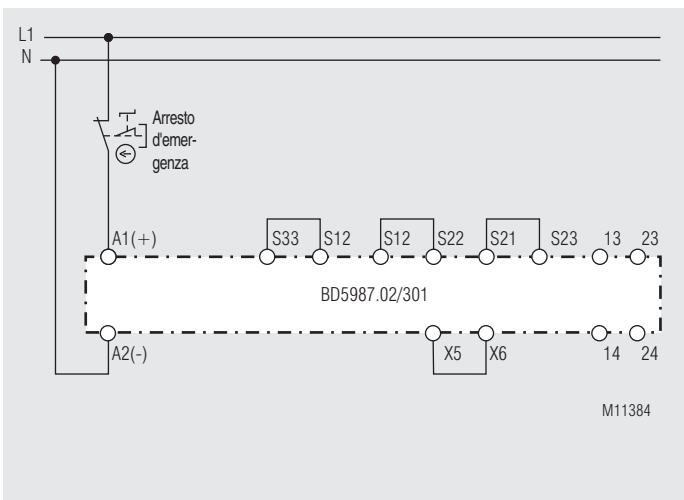 L1
N
Arresto
d'emer-
genza
A1(+) S33 S12 S12 S22 S21 S23 13 23
BD5987.02/301
A2(-) X5 X6 14 24
M11384